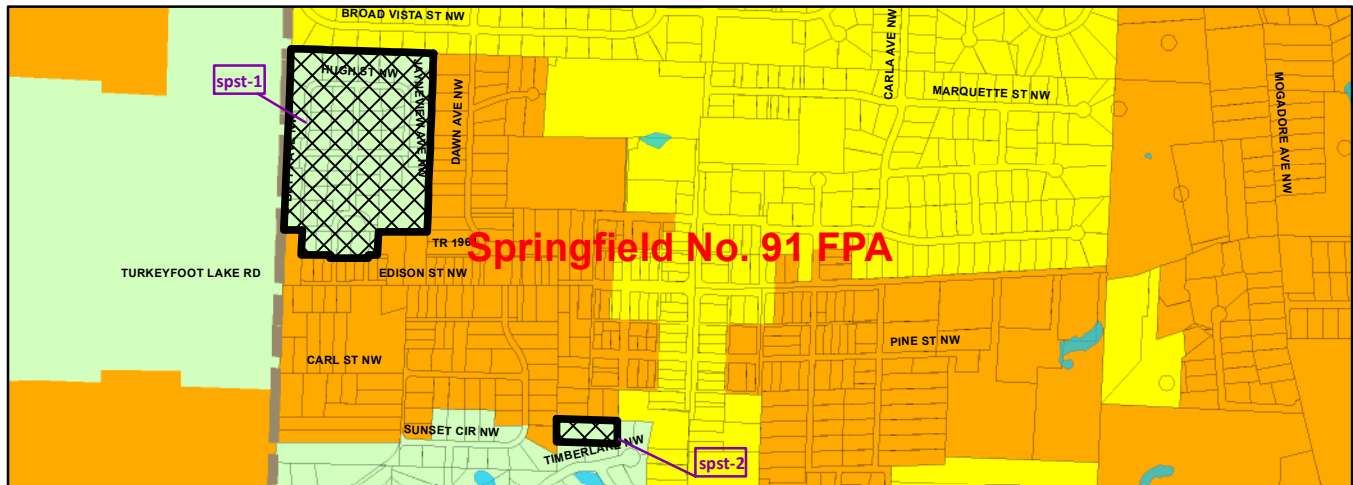 BROAD VISTA ST NW
HUGH ST NW
spst-1
DAWN AVE NW
CARLA AVE NW
MARQUETTE ST NW
MOGADORE AVE NW
TR 196
Springfield No. 91 FPA
TURKEYFOOT LAKE RD
EDISON ST NW
PINE ST NW
CARL ST NW
SUNSET CIR NW
TIMBERLAKE NW
spst-2